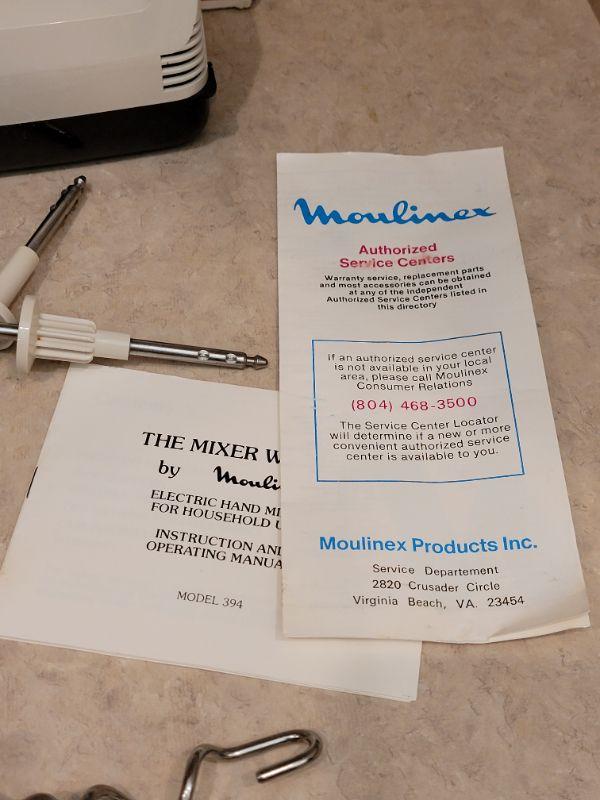 Moulinex
Authorized
Service Centers
Warranty service, replacement parts
and most accessories can be obtained
at any of the Independent
Authorized Service Centers listed in
this directory
If an authorized service center
is not available in your local
area, please call Moulinex
Consumer Relations
(804) 468-3500
The Service Center Locator
will determine if a new or more
convenient authorized service
center is available to you.
Moulinex Products Inc.
Service Departement
2820 Crusader Circle
Virginia Beach, VA. 23454
THE MIXER
by
ELECTRIC HAND
FOR HOUSEHOLD
INSTRUCTION
OPERATING
MODEL 394